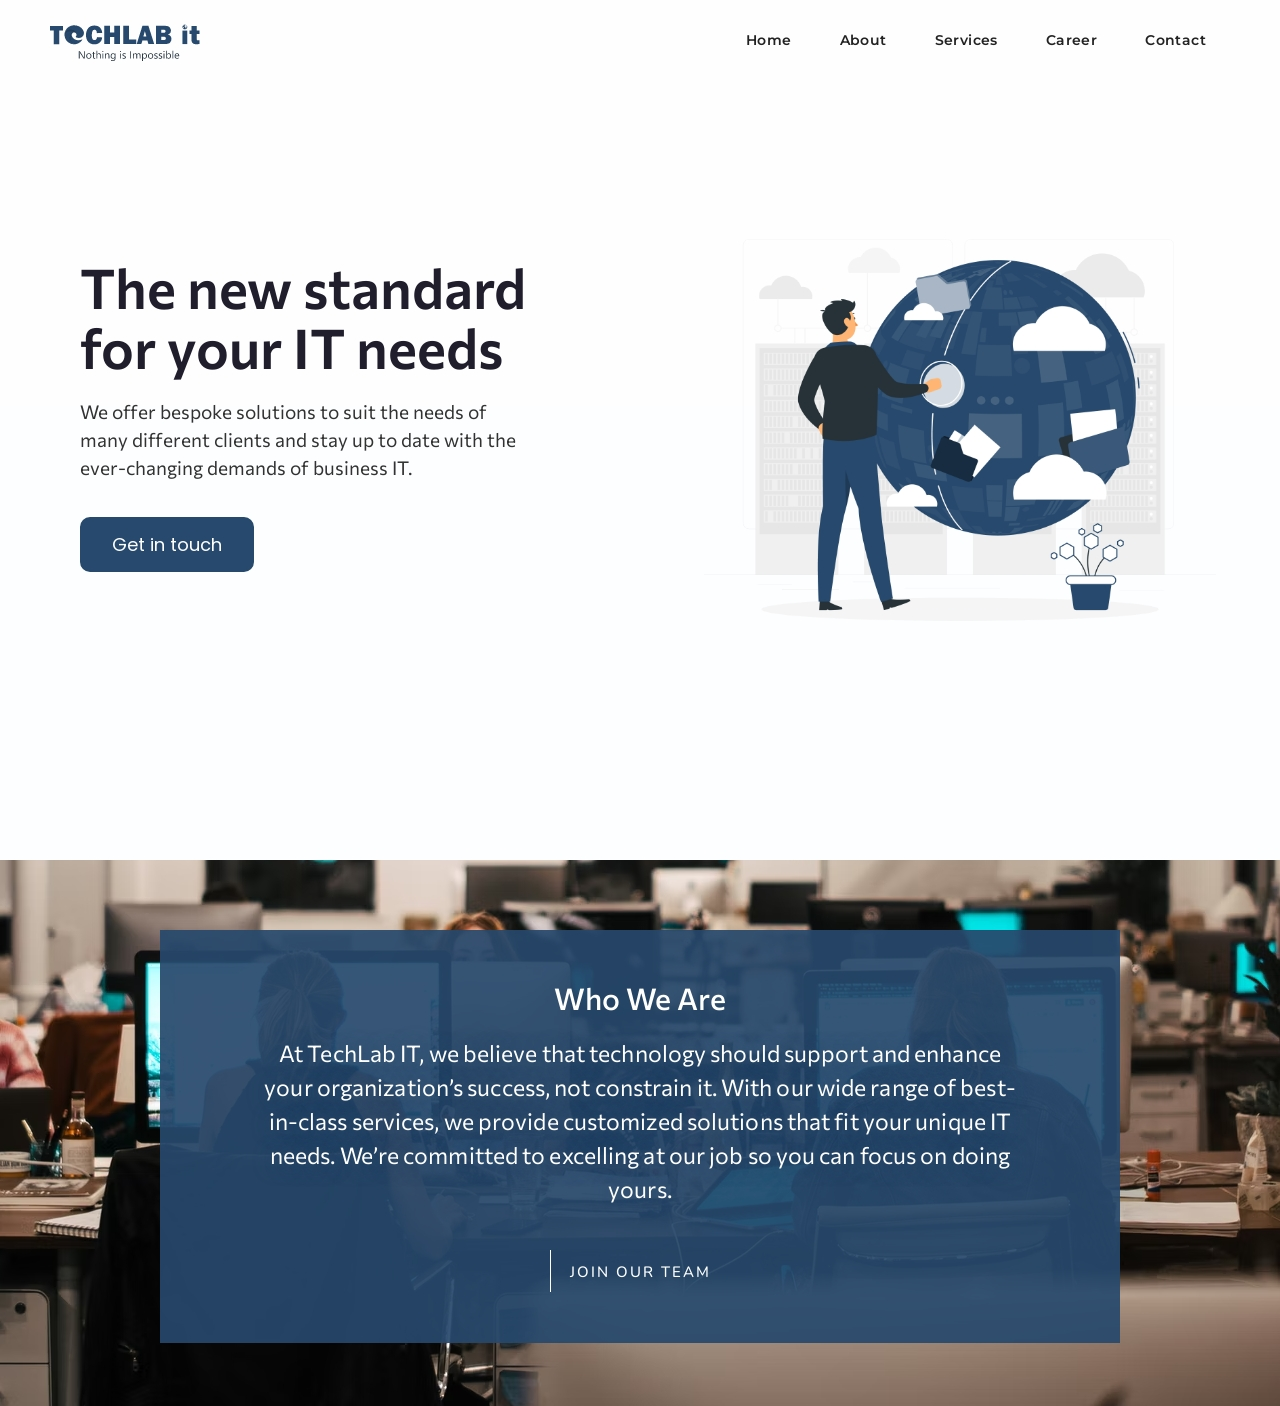 TECHLAB it
Nothing is Impossible
Home
About
Services
Career
Contact
The new standard
for your IT needs
We offer bespoke solutions to suit the needs of
many different clients and stay up to date with the
ever-changing demands of business IT.
Get in touch
Who We Are
At TechLab IT, we believe that technology should support and enhance
your organization’s success, not constrain it. With our wide range of best-
in-class services, we provide customized solutions that fit your unique IT
needs. We’re committed to excelling at our job so you can focus on doing
yours.
JOIN OUR TEAM